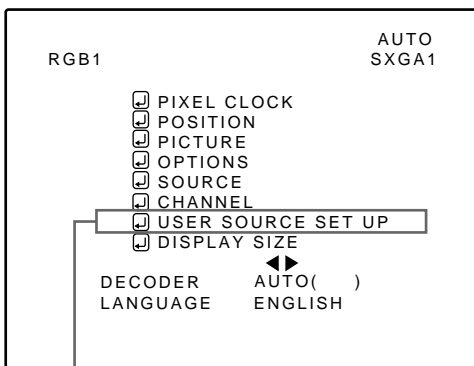 AUTO
RGB1 SXGA1
PIXEL CLOCK
POSITION
PICTURE
OPTIONS
SOURCE
CHANNEL
USER SOURCE SET UP
DISPLAY SIZE
DECODER AUTO( )
LANGUAGE ENGLISH